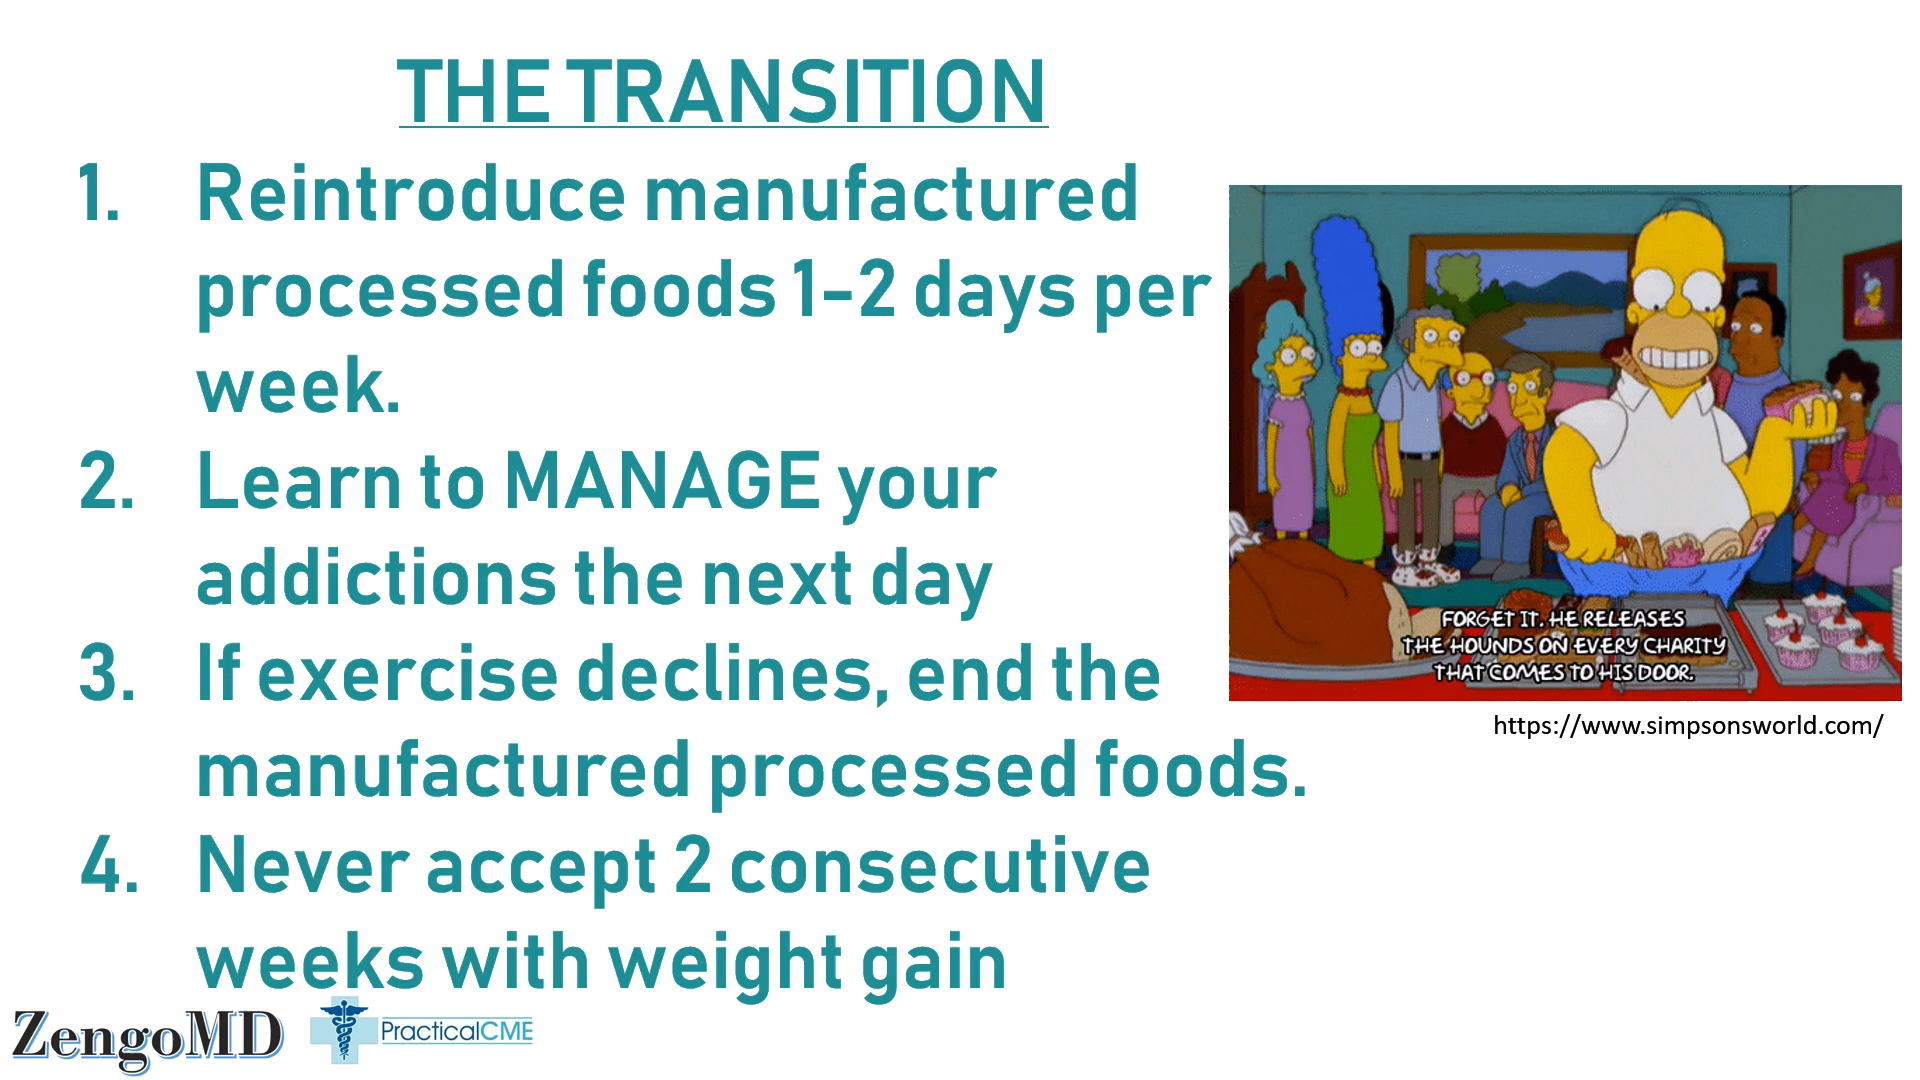 THE TRANSITION
1. Reintroduce manufactured
processed foods 1-2 days per
week.
2. Learn to MANAGE your
addictions the next day
3. If exercise declines, end the
manufactured processed foods.
4. Never accept 2 consecutive
weeks with weight gain
FORGET IT. HE RELEASES
THE HOUNDS ON EVERY CHARITY
THAT COMES TO HIS DOOR.
https://www.simpsonsworld.com/
ZengoMD
PracticalCME